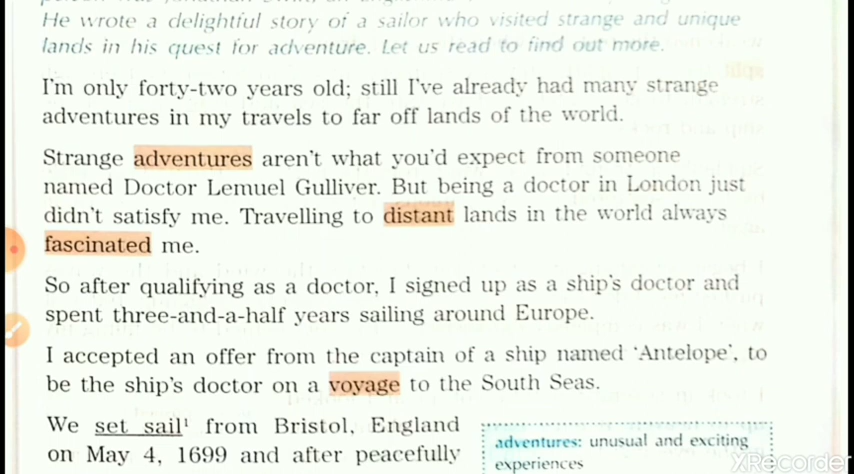 He wrote a delightful story of a sailor who visited strange and unique
lands in his quest for adventure. Let us read to find out more.
I'm only forty-two years old; still I've already had many strange
adventures in my travels to far off lands of the world.
Strange adventures aren't what you'd expect from someone
named Doctor Lemuel Gulliver. But being a doctor in London just
didn't satisfy me. Travelling to distant lands in the world always
fascinated me.
So after qualifying as a doctor, I signed up as a ship's doctor and
spent three-and-a-half years sailing around Europe.
I accepted an offer from the captain of a ship named 'Antelope', to
be the ship's doctor on a voyage to the South Seas.
We set sail¹ from Bristol, England
on May 4, 1699 and after peacefully
adventures: unusual and exciting
experiences
XRecorder